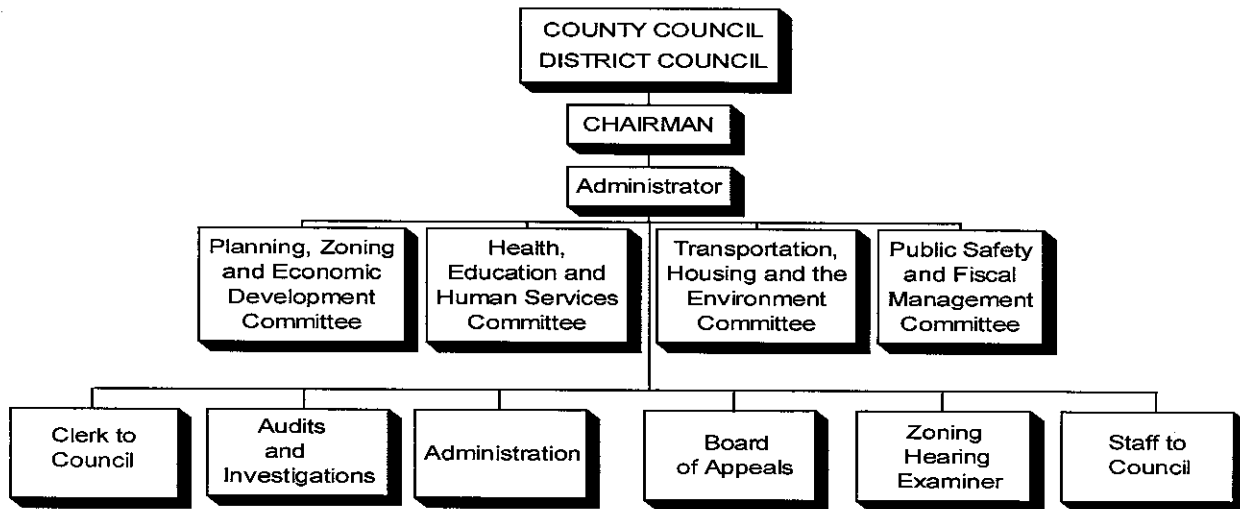 COUNTY COUNCIL
DISTRICT COUNCIL
CHAIRMAN
Administrator
Planning, Zoning
and Economic
Development
Committee
Health,
Education and
Human Services
Committee
Transportation,
Housing and the
Environment
Committee
Public Safety
and Fiscal
Management
Committee
Clerk to
Council
Audits
and
Investigations
Administration
Board
of Appeals
Zoning
Hearing
Examiner
Staff to
Council